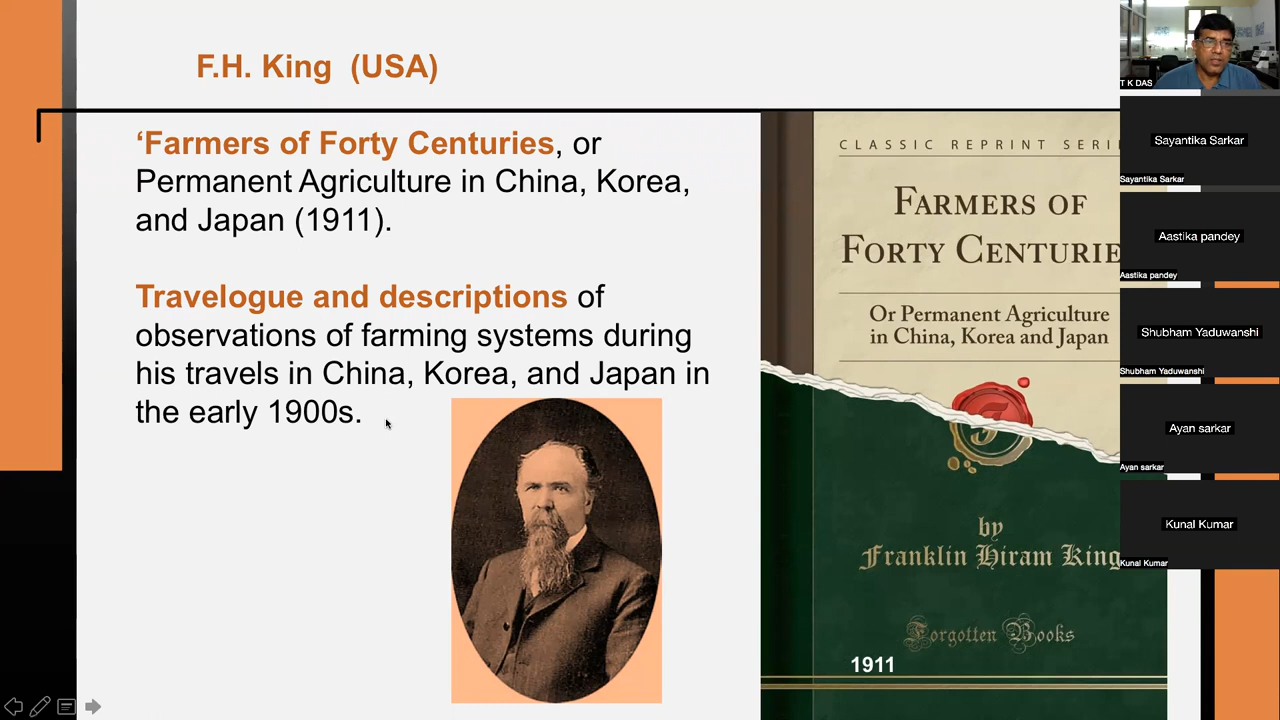 F.H. King (USA)
‘Farmers of Forty Centuries, or
Permanent Agriculture in China, Korea,
and Japan (1911).
Travelogue and descriptions of
observations of farming systems during
his travels in China, Korea, and Japan in
the early 1900s.
CLASSIC REPRINT SERI
FARMERS OF
FORTY CENTURIE
Or Permanent Agriculture
in China, Korea and Japan
by
Franklin Hiram King
Forgotten Books
1911
T K DAS
Sayantika Sarkar
Sayantika Sarkar
Aastika pandey
Aastika pandey
Shubham Yaduwanshi
Shubham Yaduwanshi
Ayan sarkar
Ayan sarkar
Kunal Kumar
Kunal Kumar